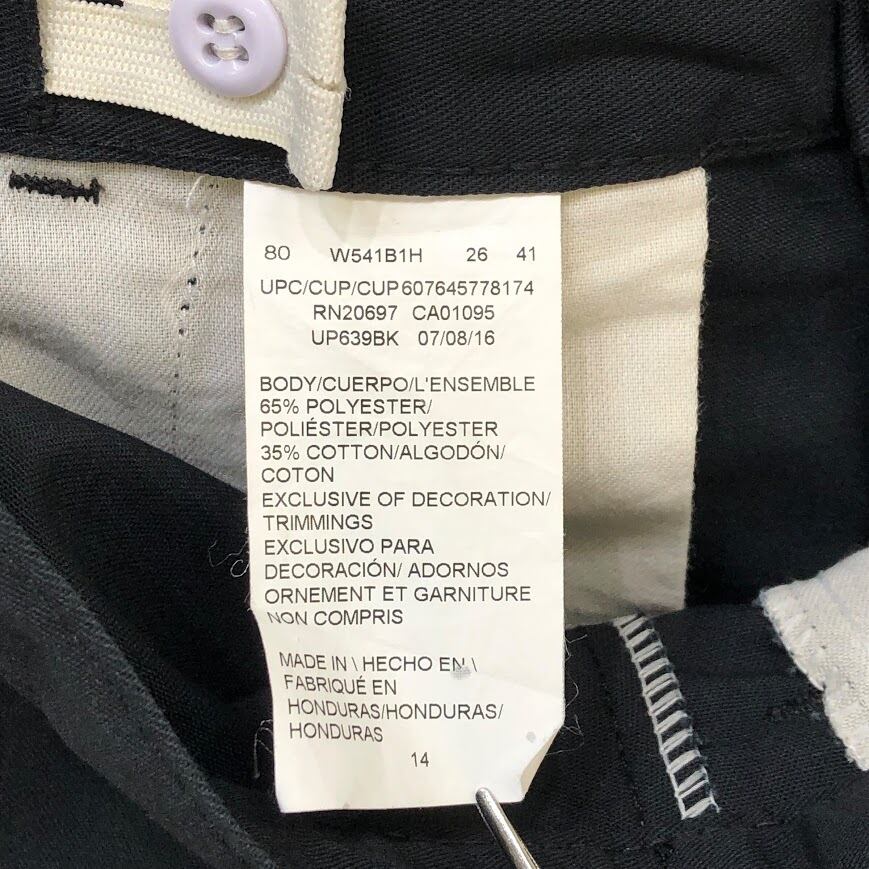 80 W541B1H 26 41
UPC/CUP/CUP607645778174
RN20697 CA01095
UP639BK 07/08/16
BODY/CUERPO/L'ENSEMBLE
65% POLYESTER/
POLIÉSTER/POLYESTER
35% COTTON/ALGODÓN/
COTON
EXCLUSIVE OF DECORATION/
TRIMMINGS
EXCLUSIVO PARA
DECORACIÓN/ ADORNOS
ORNEMENT ET GARNITURE
NON COMPRIS
MADE IN \ HECHO EN \
FABRIQUÉ EN
HONDURAS/HONDURAS/
HONDURAS
14